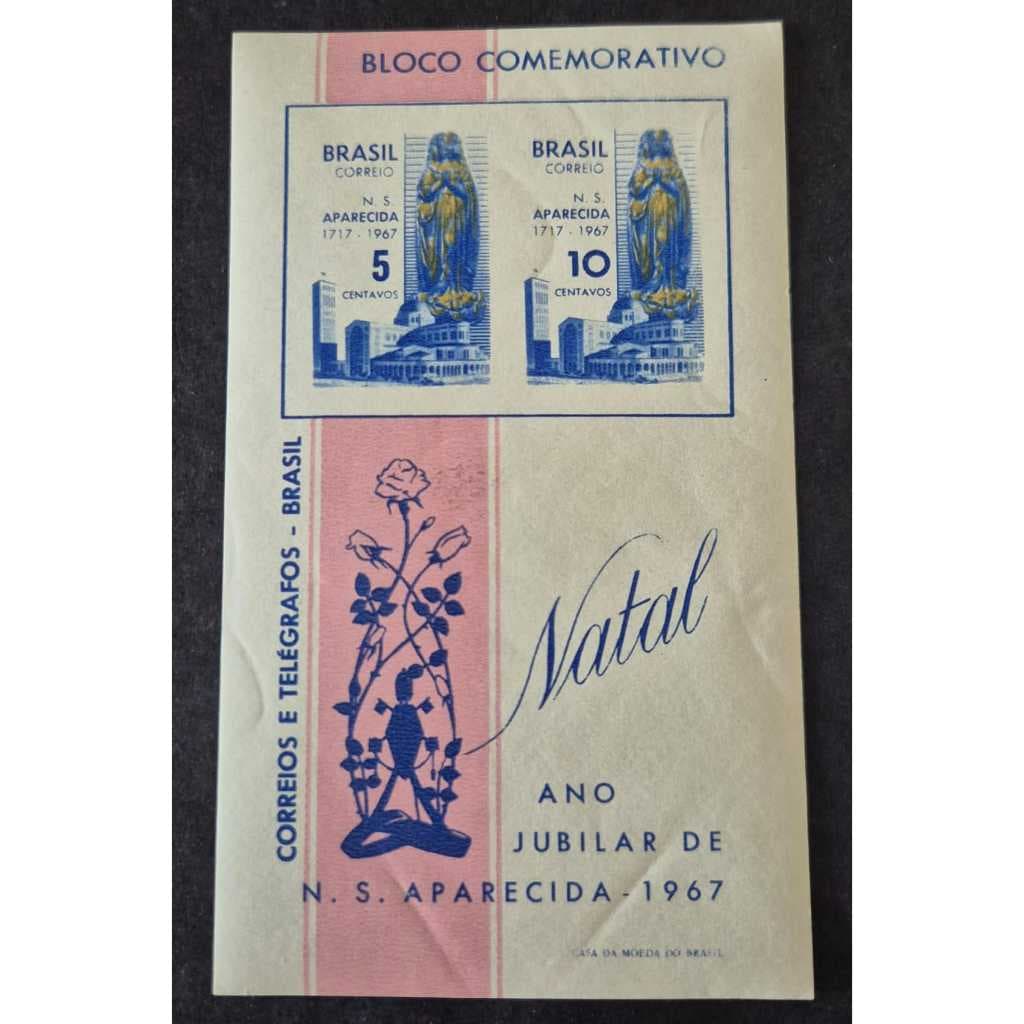 BLOCO COMEMORATIVO
BRASIL
CORREIO
N. S.
APARECIDA
1717 - 1967
5
CENTAVOS
BRASIL
CORREIO
N. S.
APARECIDA
1717 - 1967
10
CENTAVOS
CORREIOS E TELÉGRAFOS - BRASIL
Natal
ANO
JUBILAR DE
N. S. APARECIDA - 1967
CASA DA MOEDA DO BRASIL